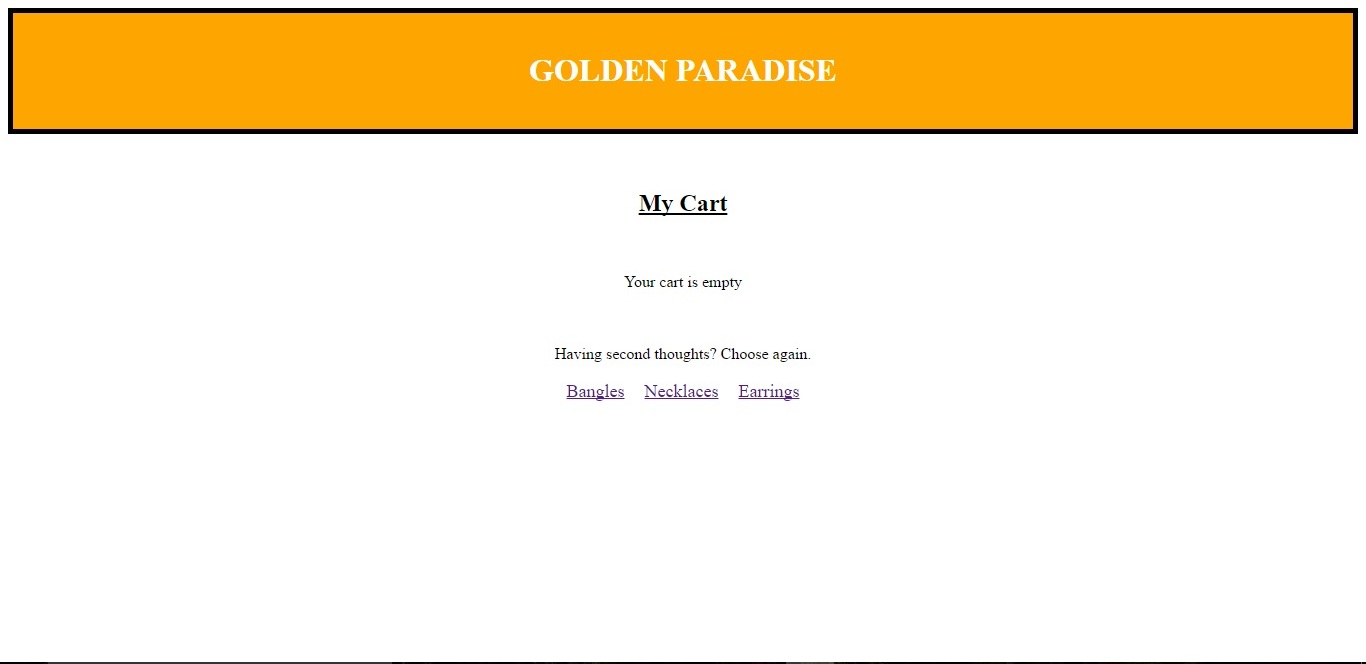 GOLDEN PARADISE
My Cart
Your cart is empty
Having second thoughts? Choose again.
Bangles Necklaces Earrings